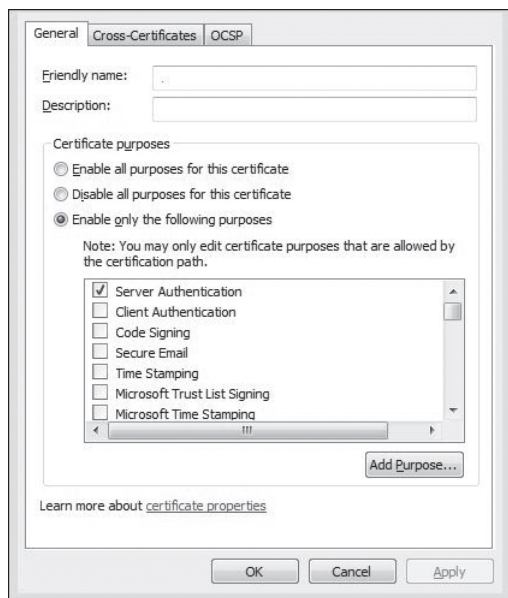 General Cross-Certificates OCSP
Friendly name: .
Description:
Certificate purposes
Enable all purposes for this certificate
Disable all purposes for this certificate
Enable only the following purposes
Note: You may only edit certificate purposes that are allowed by
the certification path.
Server Authentication
Client Authentication
Code Signing
Secure Email
Time Stamping
Microsoft Trust List Signing
Microsoft Time Stamping
Add Purpose...
Learn more about certificate properties
OK Cancel Apply